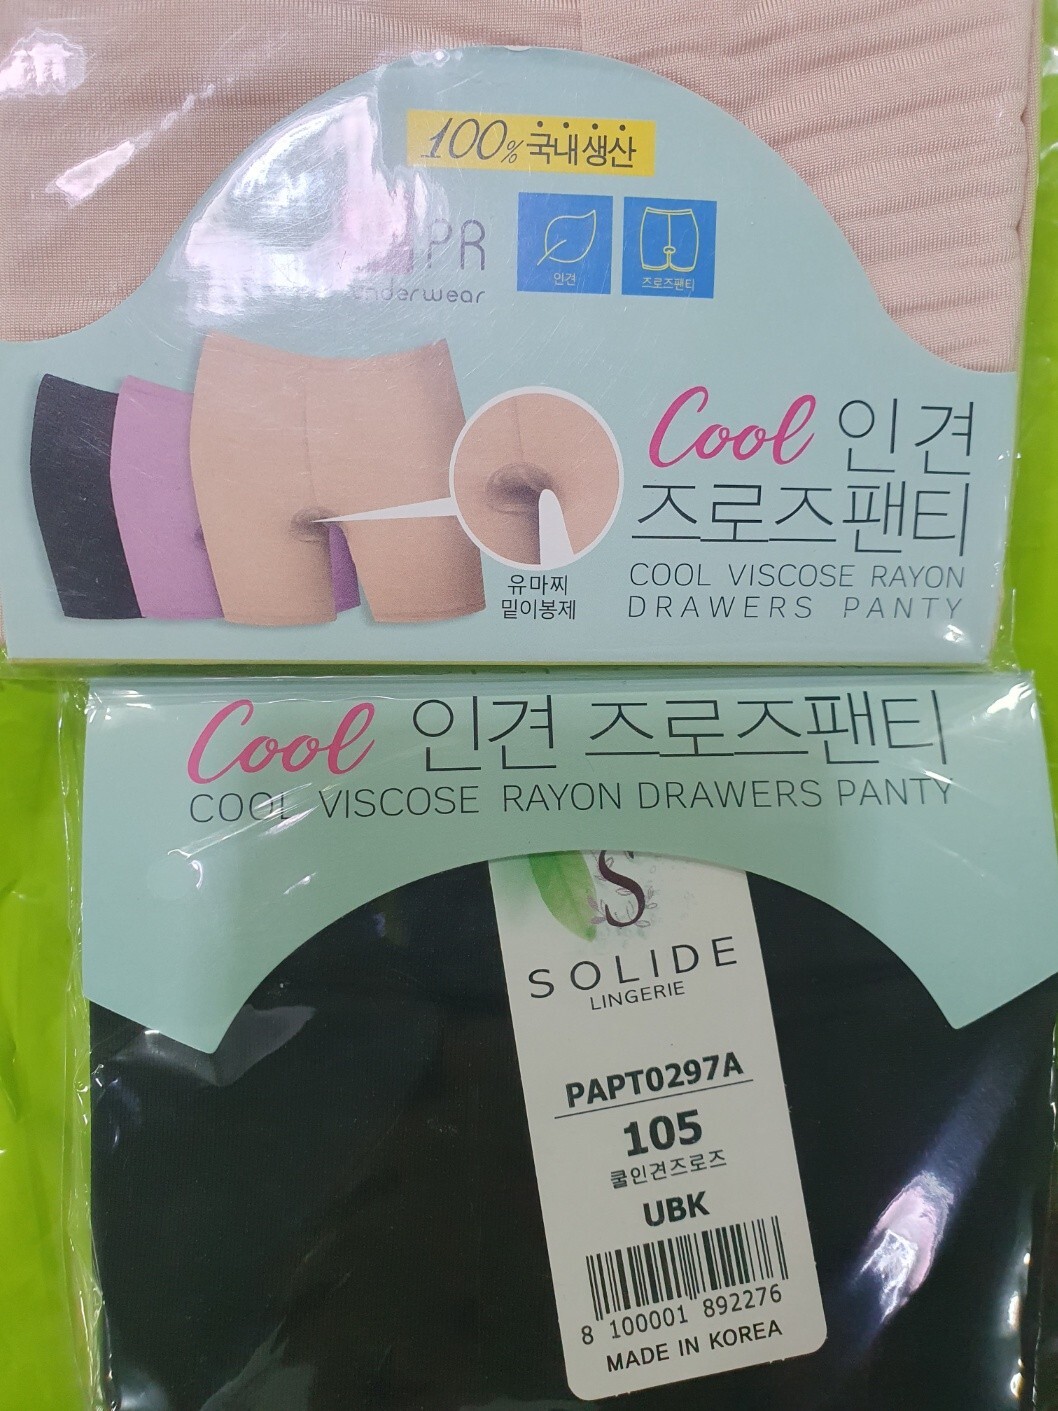 100% 국내생산
PR
underwear
인견
즈로즈팬티
Cool 인견
즈로즈팬티
COOL VISCOSE RAYON
DRAWERS PANTY
유마찌
밑이봉제
Cool 인견 즈로즈팬티
COOL VISCOSE RAYON DRAWERS PANTY
S
SOLIDE
LINGERIE
PAPT0297A
105
쿨인견즈로즈
UBK
8 100001 892276
MADE IN KOREA